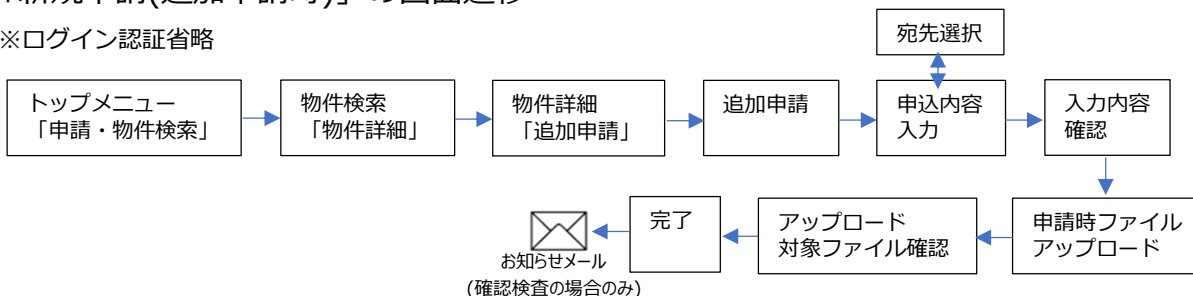 ※ログイン認証省略
宛先選択
トップメニュー
「申請・物件検索」
物件検索
「物件詳細」
物件詳細
「追加申請」
追加申請
申込内容
入力
入力内容
確認
申請時ファイル
アップロード
アップロード
対象ファイル確認
完了
お知らせメール
(確認検査の場合のみ)